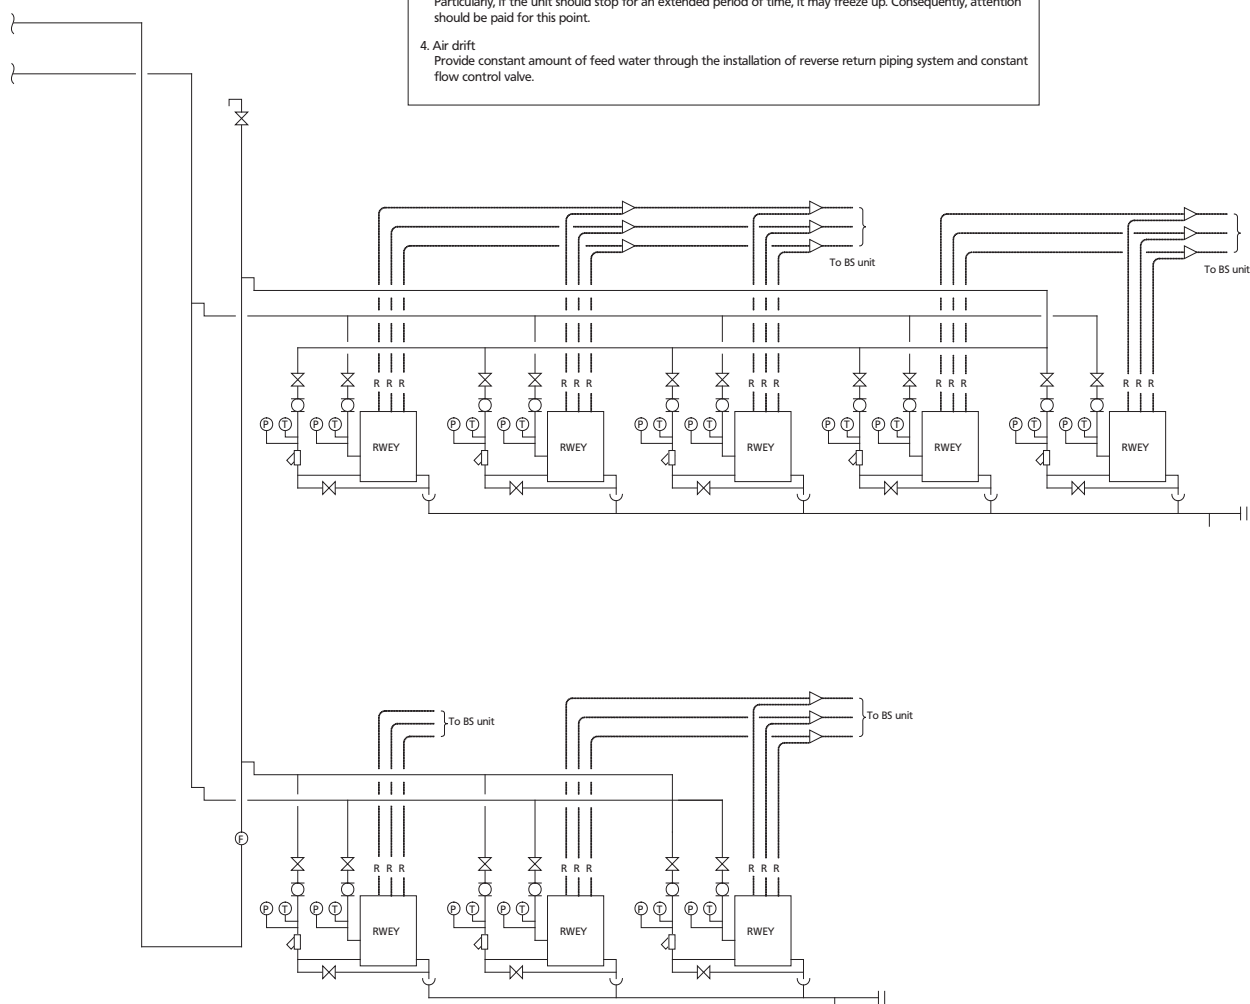 Particularly, if the unit should stop for an extended period of time, it may freeze up. Consequently, attention
should be paid for this point.
4. Air drift
Provide constant amount of feed water through the installation of reverse return piping system and constant
flow control valve.
To BS unit
To BS unit
R R R
R R R
R R R
R R R
R R R
P T P T
P T P T
P T P T
P T P T
P T P T
RWEY
RWEY
RWEY
RWEY
RWEY
To BS unit
To BS unit
F
R R R
R R R
R R R
P T P T
P T P T
P T P T
RWEY
RWEY
RWEY